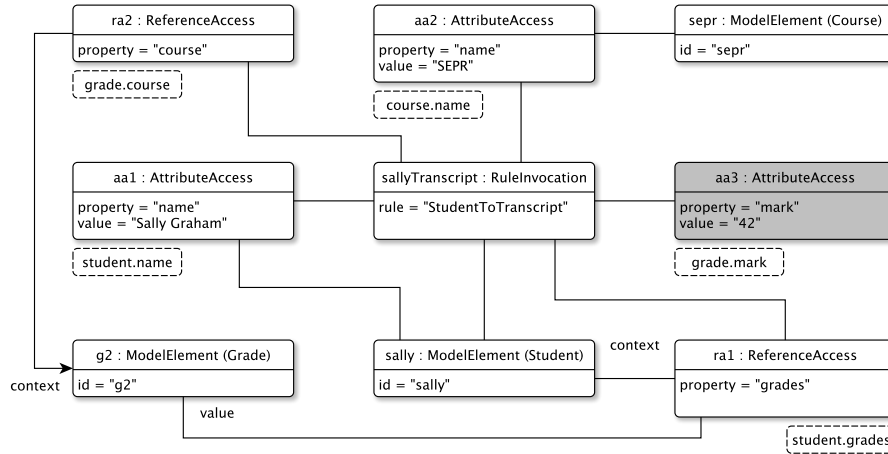 ra2 : ReferenceAccess
property = "course"
grade.course
aa2 : AttributeAccess
property = "name"
value = "SEPR"
course.name
sepr : ModelElement (Course)
id = "sepr"
aa1 : AttributeAccess
property = "name"
value = "Sally Graham"
student.name
sallyTranscript : RuleInvocation
rule = "StudentToTranscript"
aa3 : AttributeAccess
property = "mark"
value = "42"
grade.mark
g2 : ModelElement (Grade)
id = "g2"
context
value
sally : ModelElement (Student)
id = "sally"
context
ra1 : ReferenceAccess
property = "grades"
student.grades